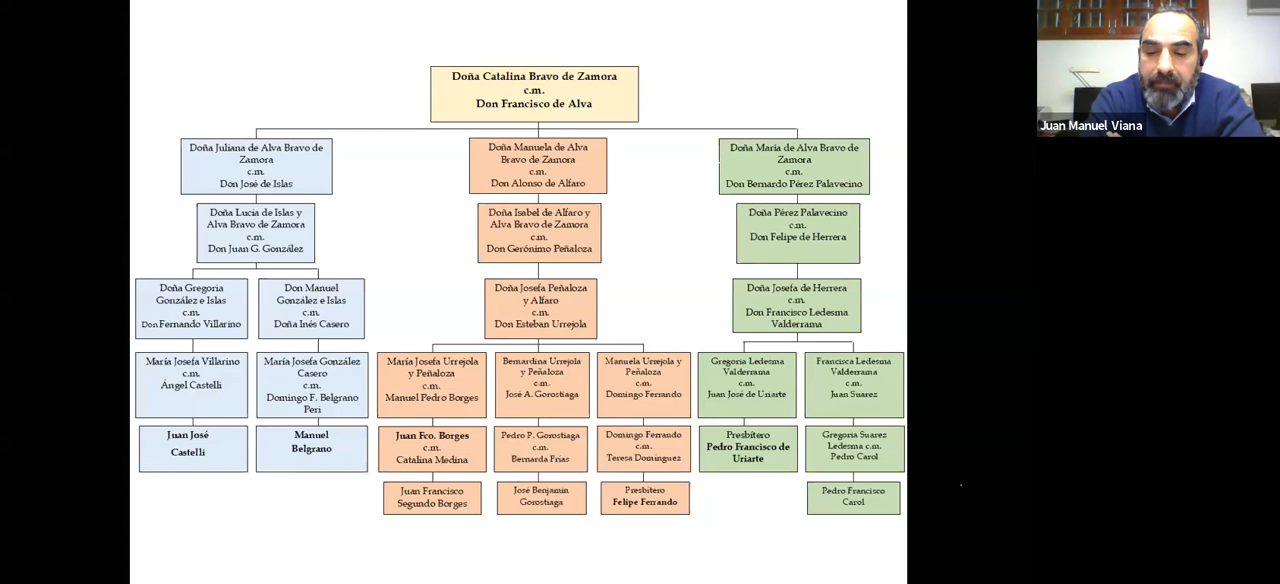 Doña Catalina Bravo de Zamora
c.m.
Don Francisco de Alva
Doña Juliana de Alva Bravo de
Zamora
c.m.
Don José de Islas
Doña Manuela de Alva
Bravo de Zamora
c.m.
Don Alonso de Alfaro
Doña María de Alva Bravo de
Zamora
c.m.
Don Bernardo Pérez Palavecino
Doña Lucia de Islas y
Alva Bravo de Zamora
c.m.
Don Juan G. González
Doña Isabel de Alfaro y
Alva Bravo de Zamora
c.m.
Don Gerónimo Peñaloza
Doña Pérez Palavecino
c.m.
Don Felipe de Herrera
Doña Gregoria
González e Islas
c.m.
Don Fernando Villarino
Don Manuel
González e Islas
c.m.
Doña Inés Casero
Doña Josefa Peñaloza
y Alfaro
c.m.
Don Esteban Urrejola
Doña Josefa de Herrera
c.m.
Don Francisco Ledesma
Valderrama
María Josefa Villarino
c.m.
Ángel Castelli
María Josefa González
Casero
c.m.
Domingo F. Belgrano
Peri
María Josefa Urrejola
y Peñaloza
c.m.
Manuel Pedro Borges
Bernardina Urrejola
y Peñaloza
c.m.
José A. Gorostiaga
Manuela Urrejola y
Peñaloza
c.m.
Domingo Ferrando
Gregoria Ledesma
Valderrama
c.m.
Juan José de Uriarte
Francisca Ledesma
Valderrama
c.m.
Juan Suarez
Juan José
Castelli
Manuel
Belgrano
Juan Fco. Borges
c.m.
Catalina Medina
Pedro P. Gorostiaga
c.m.
Bernarda Frías
Domingo Ferrando
c.m.
Teresa Dominguez
Presbítero
Pedro Francisco de
Uriarte
Gregoria Suarez
Ledesma c.m.
Pedro Carol
Juan Francisco
Segundo Borges
José Benjamin
Gorostiaga
Presbítero
Felipe Ferrando
Pedro Francisco
Carol
Juan Manuel Viana